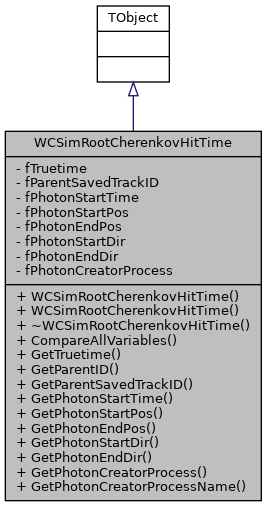 TObject
WCSimRootCherenkovHitTime
- fTruetime
- fParentSavedTrackID
- fPhotonStartTime
- fPhotonStartPos
- fPhotonEndPos
- fPhotonStartDir
- fPhotonEndDir
- fPhotonCreatorProcess
+ WCSimRootCherenkovHitTime()
+ WCSimRootCherenkovHitTime()
+ ~WCSimRootCherenkovHitTime()
+ CompareAllVariables()
+ GetTruetime()
+ GetParentID()
+ GetParentSavedTrackID()
+ GetPhotonStartTime()
+ GetPhotonStartPos()
+ GetPhotonEndPos()
+ GetPhotonStartDir()
+ GetPhotonEndDir()
+ GetPhotonCreatorProcess()
+ GetPhotonCreatorProcessName()